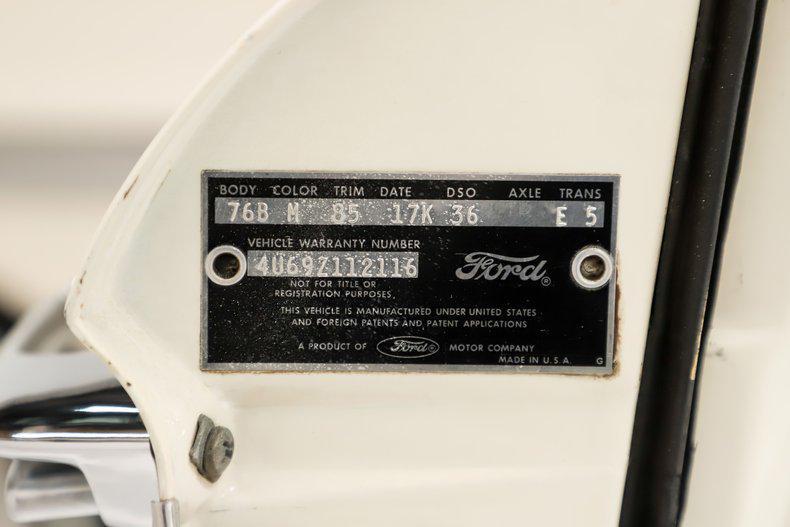 BODY COLOR TRIM DATE DSO AXLE TRANS
76B M 85 17K 36 E 5
VEHICLE WARRANTY NUMBER
4U69Z112116
Ford®
NOT FOR TITLE OR
REGISTRATION PURPOSES.
THIS VEHICLE IS MANUFACTURED UNDER UNITED STATES
AND FOREIGN PATENTS AND PATENT APPLICATIONS
A PRODUCT OF Ford® MOTOR COMPANY
MADE IN U.S.A. G